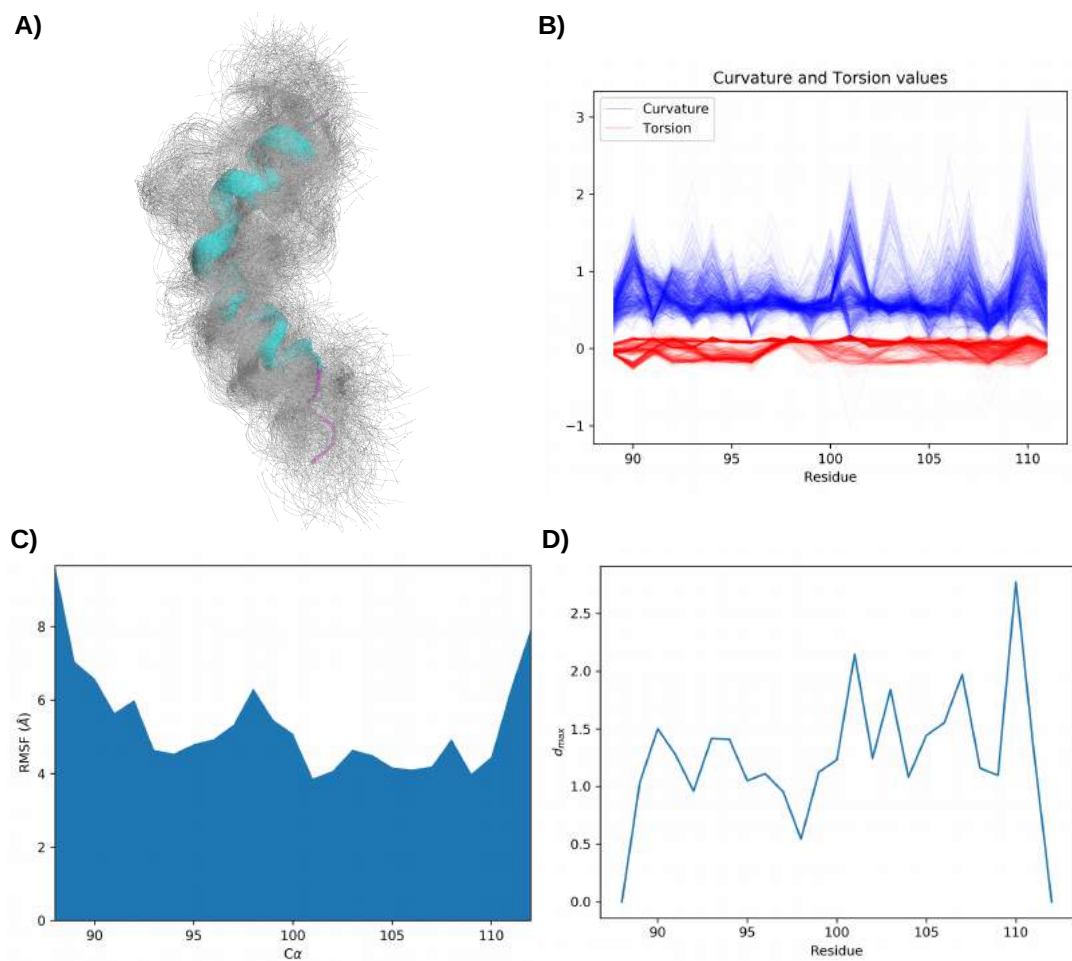 A)
B)
Curvature and Torsion values
Curvature
Torsion
3
2
1
0
−1
90 95 100 105 110
Residue
C)
D)
RMSF (Å)
8
6
4
2
0
90 95 100 105 110
Cα
d_max
2.5
2.0
1.5
1.0
0.5
0.0
90 95 100 105 110
Residue